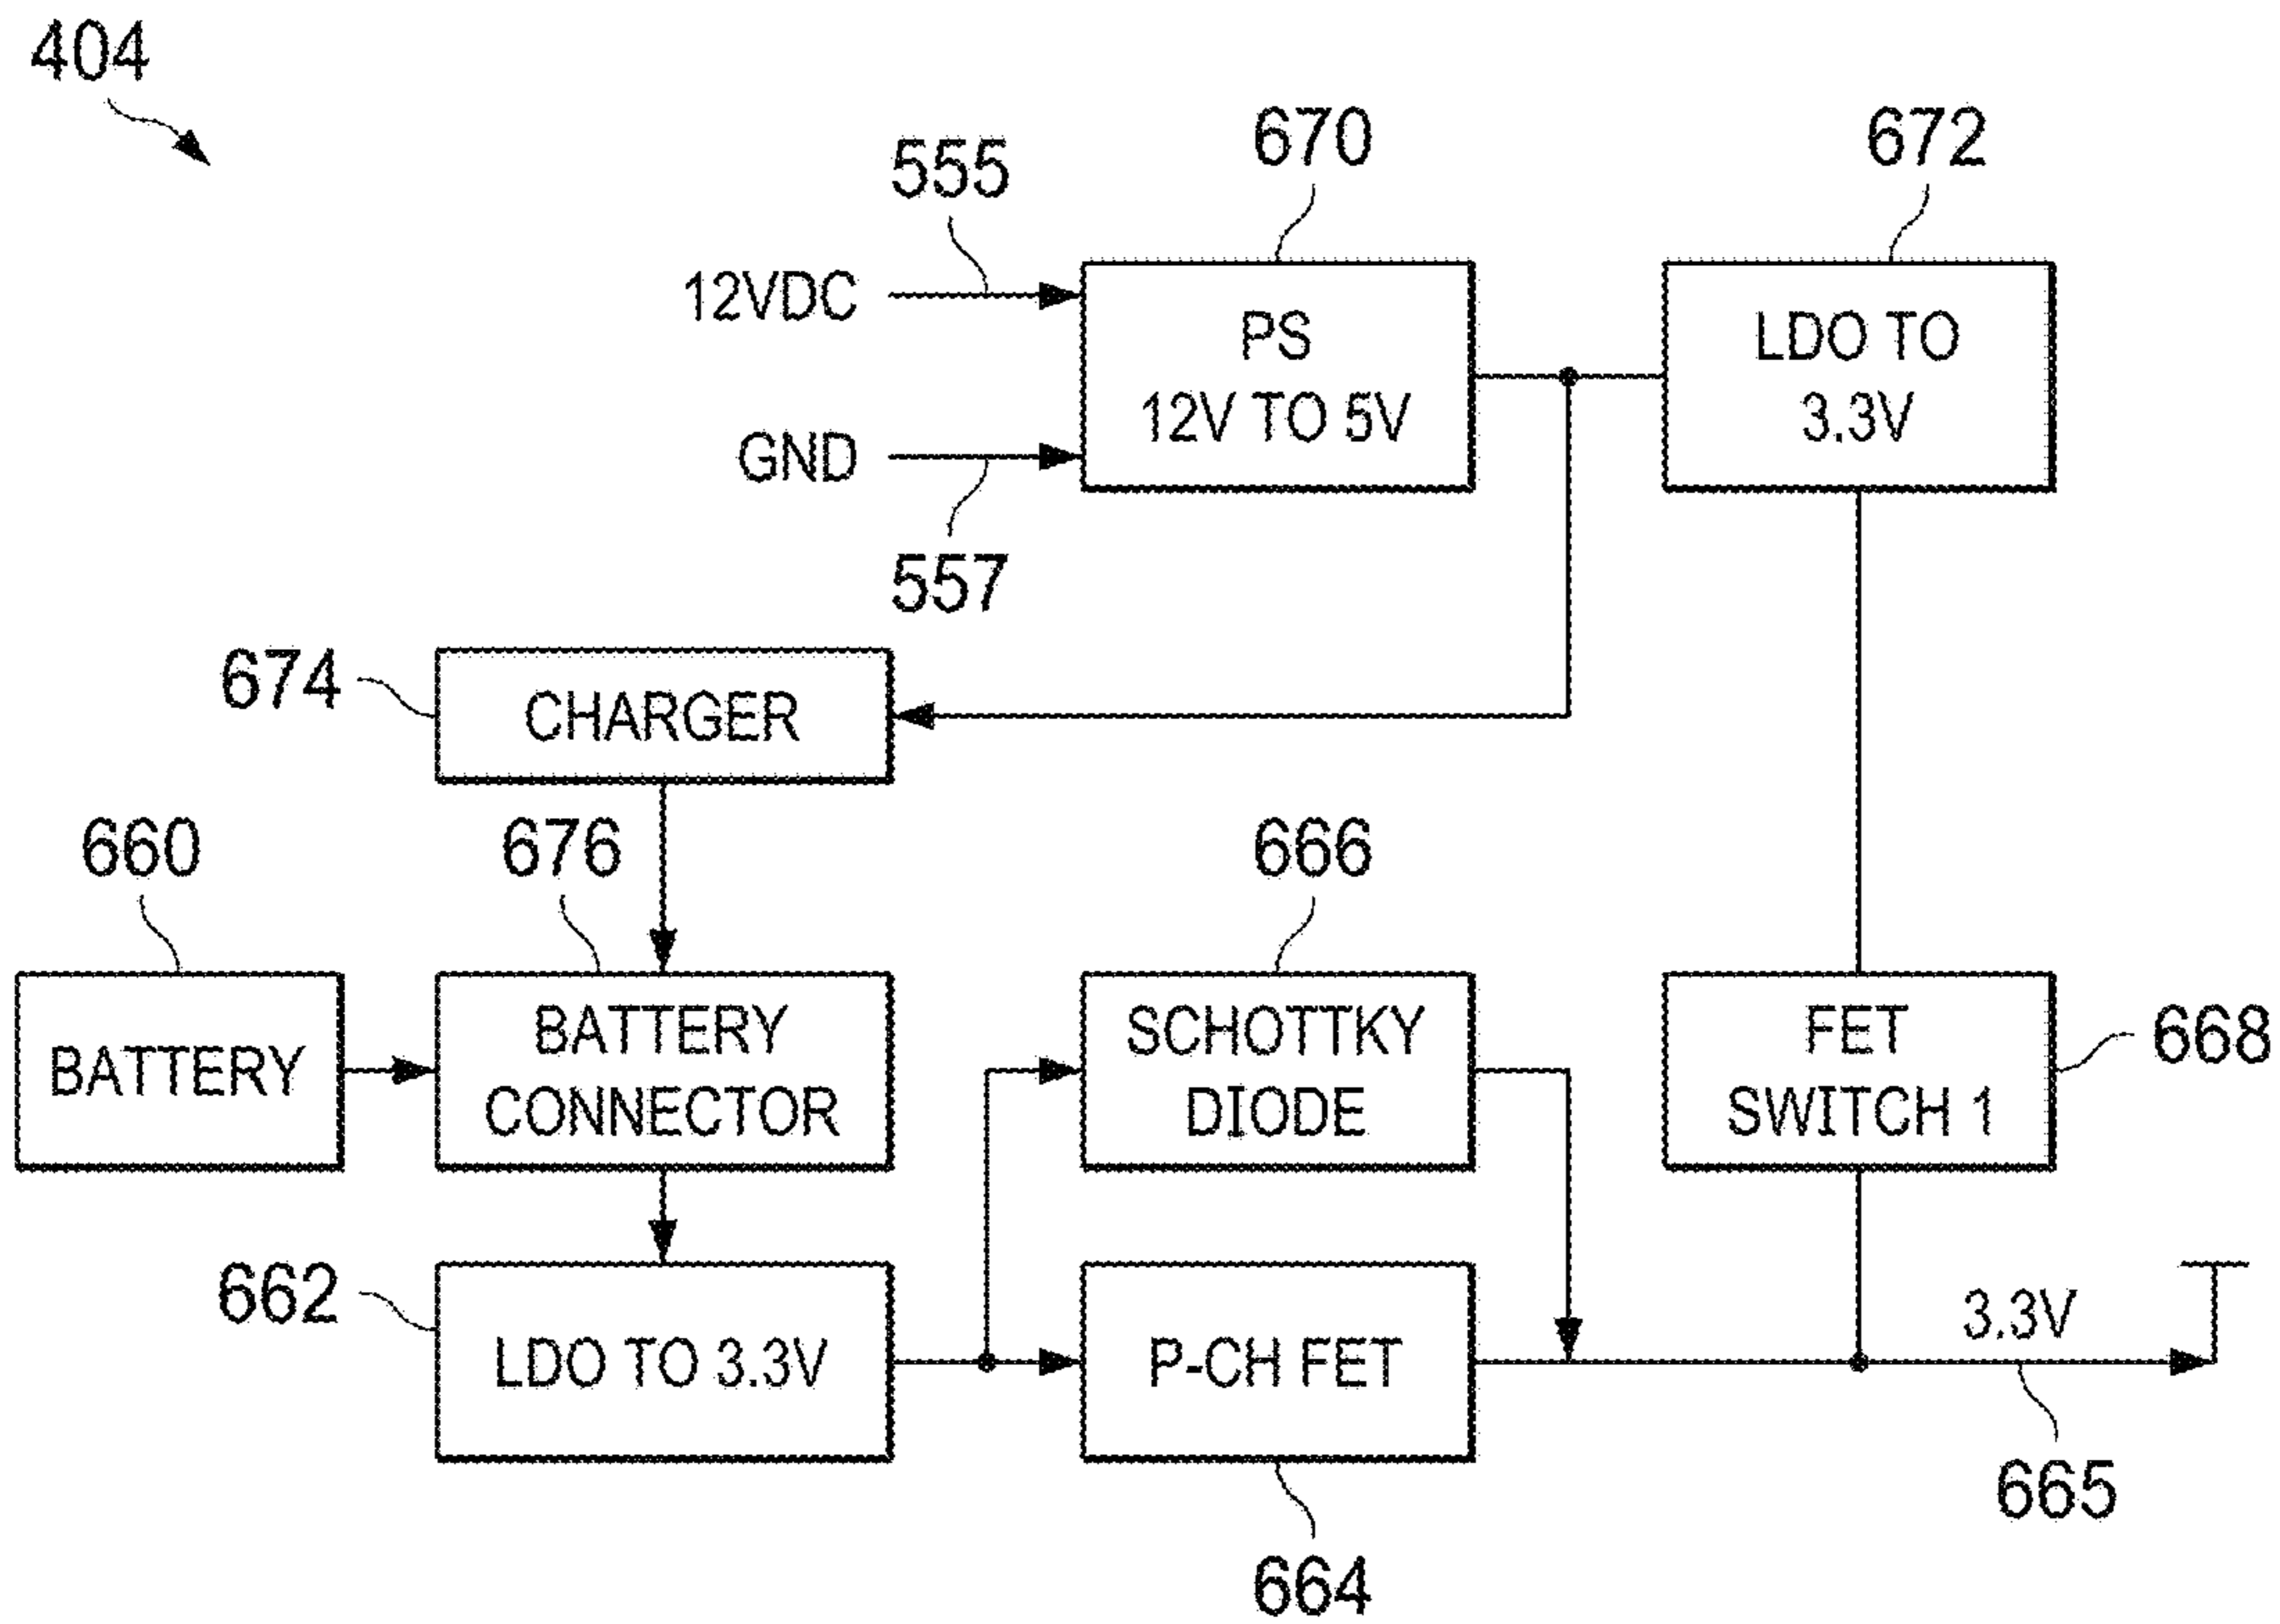 404
555
670
672
12VDC
GND
PS
12V TO 5V
LDO TO
3.3V
557
674
CHARGER
660
676
666
BATTERY
BATTERY
CONNECTOR
SCHOTTKY
DIODE
FET
SWITCH 1
668
662
LDO TO 3.3V
P-CH FET
3.3V
665
664